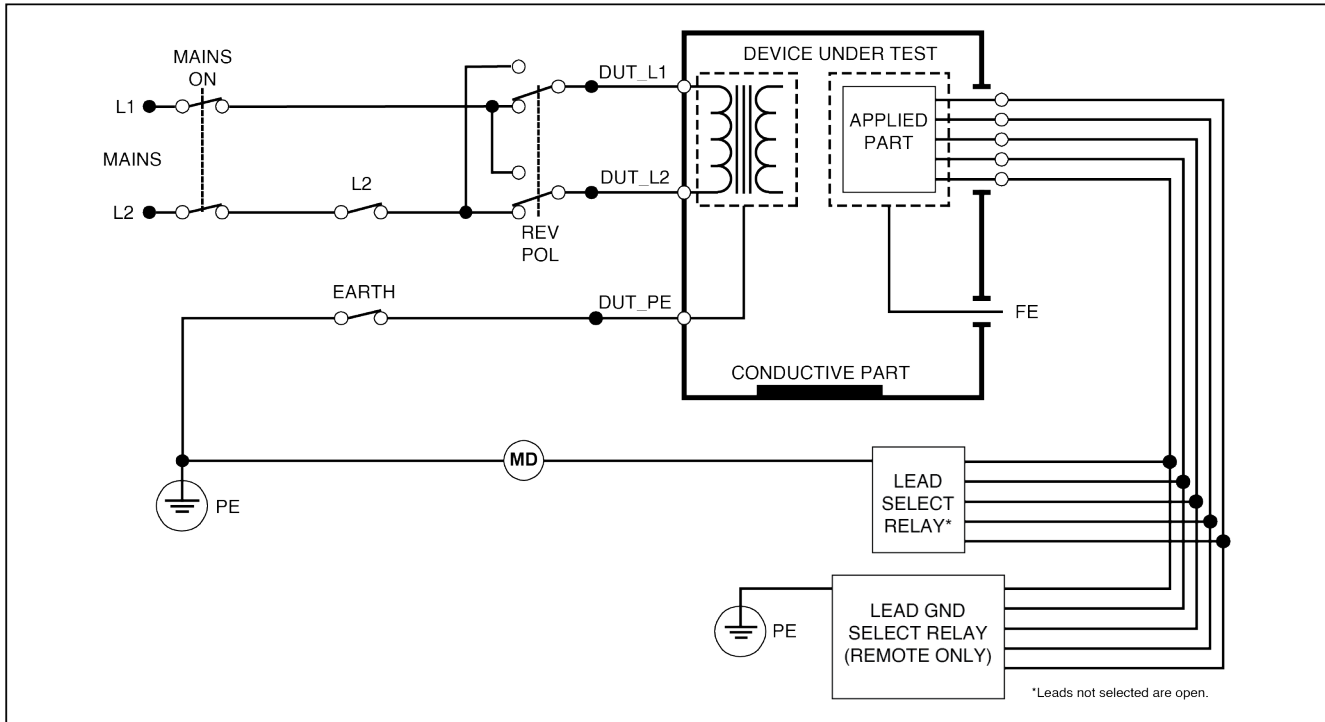 MAINS
ON
L1
MAINS
L2
L2
REV
POL
EARTH
DUT_L1
DUT_L2
DUT_PE
DEVICE UNDER TEST
APPLIED
PART
FE
CONDUCTIVE PART
MD
PE
LEAD
SELECT
RELAY*
PE
LEAD GND
SELECT RELAY
(REMOTE ONLY)
*Leads not selected are open.